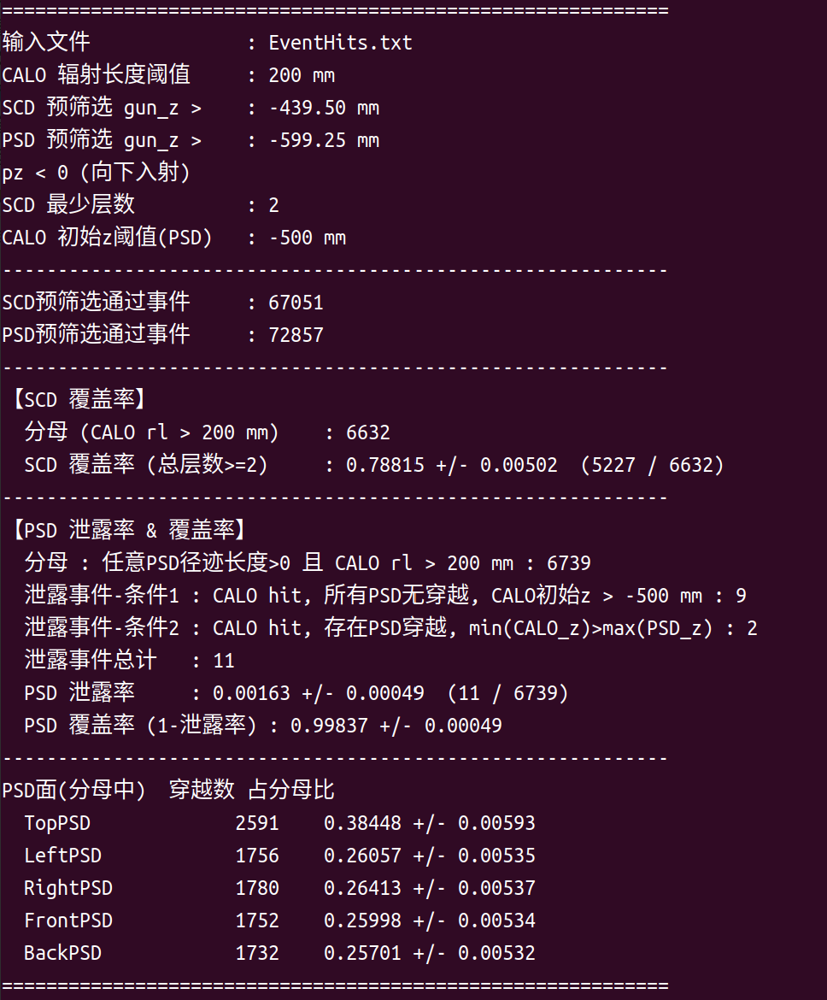 ============================================================
输入文件 : EventHits.txt
CALO 辐射长度阈值 : 200 mm
SCD 预筛选 gun_z > : -439.50 mm
PSD 预筛选 gun_z > : -599.25 mm
pz < 0 (向下入射)
SCD 最少层数 : 2
CALO 初始z阈值(PSD) : -500 mm
------------------------------------------------------------
SCD预筛选通过事件 : 67051
PSD预筛选通过事件 : 72857
------------------------------------------------------------
【SCD 覆盖率】
分母 (CALO rl > 200 mm) : 6632
SCD 覆盖率 (总层数>=2) : 0.78815 +/- 0.00502 (5227 / 6632)
------------------------------------------------------------
【PSD 泄露率 & 覆盖率】
分母 : 任意PSD径迹长度>0 且 CALO rl > 200 mm : 6739
泄露事件-条件1 : CALO hit, 所有PSD无穿越, CALO初始z > -500 mm : 9
泄露事件-条件2 : CALO hit, 存在PSD穿越, min(CALO_z)>max(PSD_z) : 2
泄露事件总计 : 11
PSD 泄露率 : 0.00163 +/- 0.00049 (11 / 6739)
PSD 覆盖率 (1-泄露率) : 0.99837 +/- 0.00049
------------------------------------------------------------
PSD面(分母中) 穿越数 占分母比
TopPSD 2591 0.38448 +/- 0.00593
LeftPSD 1756 0.26057 +/- 0.00535
RightPSD 1780 0.26413 +/- 0.00537
FrontPSD 1752 0.25998 +/- 0.00534
BackPSD 1732 0.25701 +/- 0.00532
============================================================